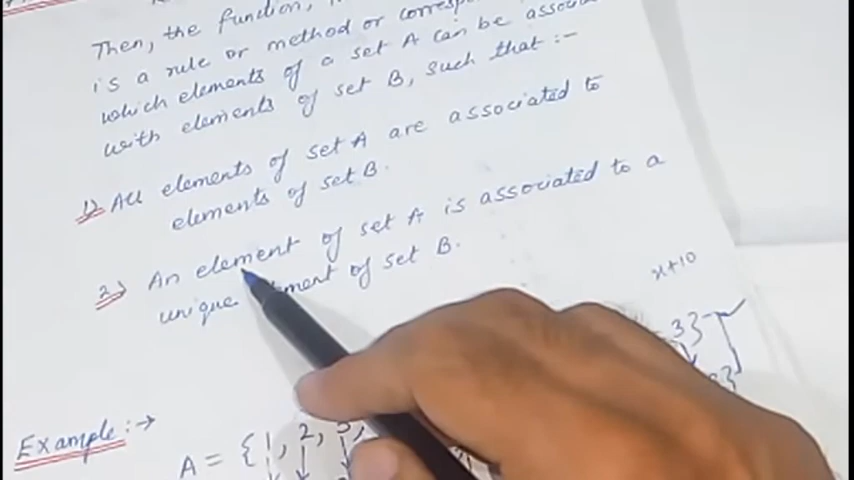 Then, the function,
is a rule or method or
which elements of a set A can be
with elements of set B, such that :-
1) All elements of set A are associated to
elements of set B.
2) An element of set A is associated to a
unique of set B.
x+10
3}
Example :→
A = {1, 2, 3,